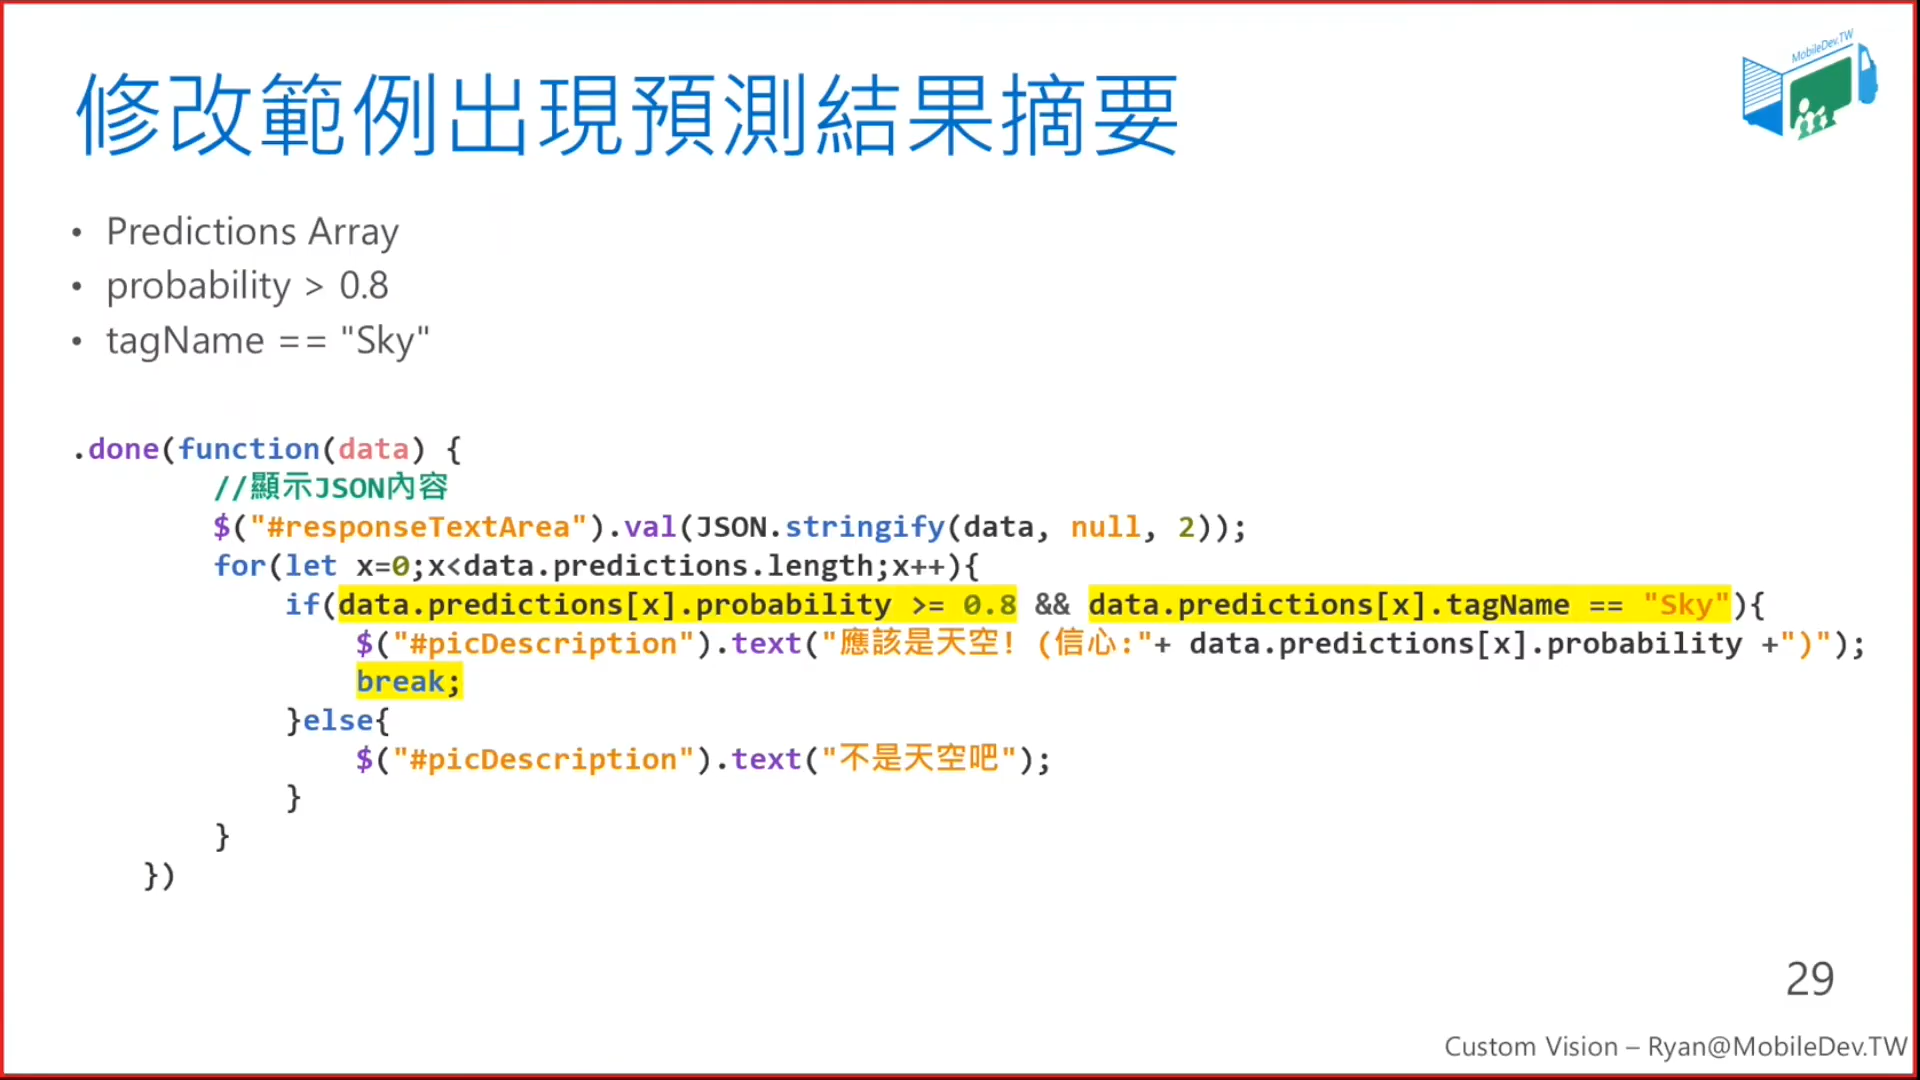 MobileDev.TW
修改範例出現預測結果摘要
• Predictions Array
• probability > 0.8
• tagName == "Sky"
.done(function(data) {
//顯示JSON內容
$("#responseTextArea").val(JSON.stringify(data, null, 2));
for(let x=0;x<data.predictions.length;x++){
if(data.predictions[x].probability >= 0.8 && data.predictions[x].tagName == "Sky"){
$("#picDescription").text("應該是天空! (信心:"+ data.predictions[x].probability +")");
break;
}else{
$("#picDescription").text("不是天空吧");
}
}
})
29
Custom Vision – Ryan@MobileDev.TW